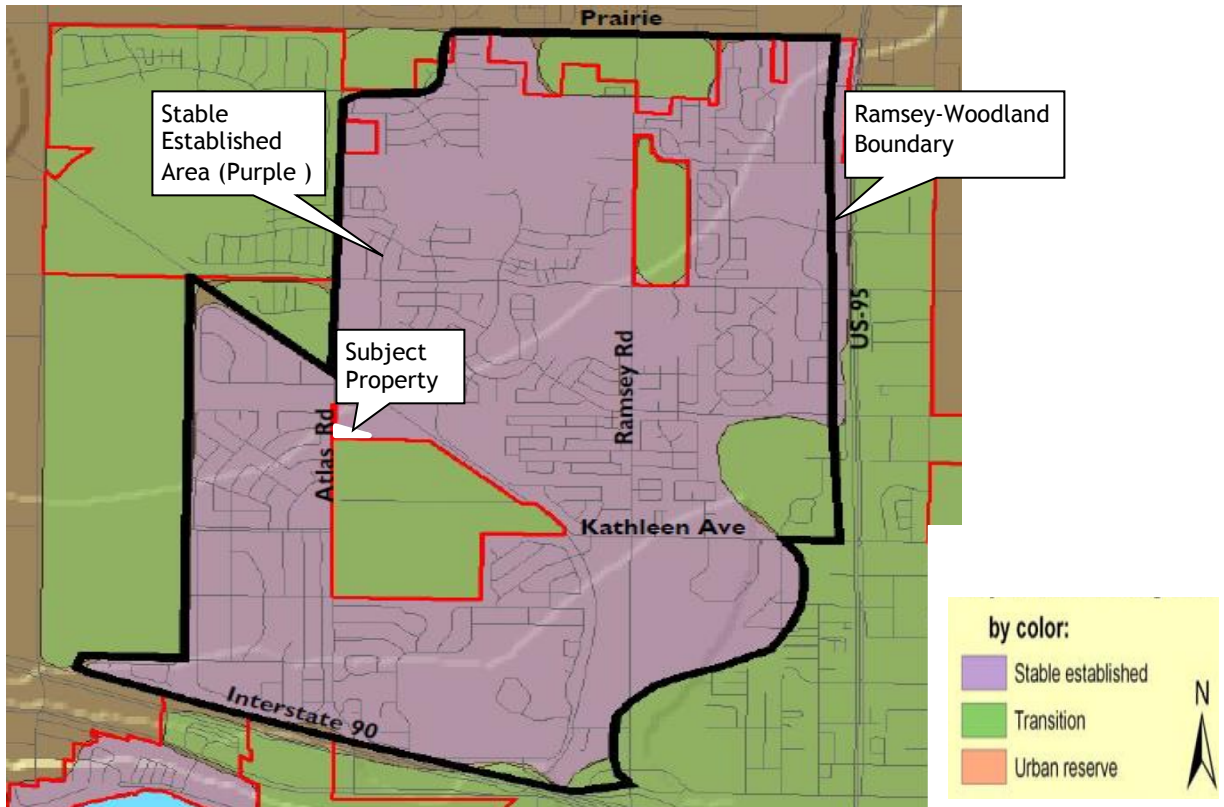 Prairie
Stable
Established
Area (Purple )
Ramsey-Woodland
Boundary
US-95
Subject
Property
Ramsey Rd
Atlas Rd
Kathleen Ave
Interstate 90
by color:
Stable established
Transition
Urban reserve
N